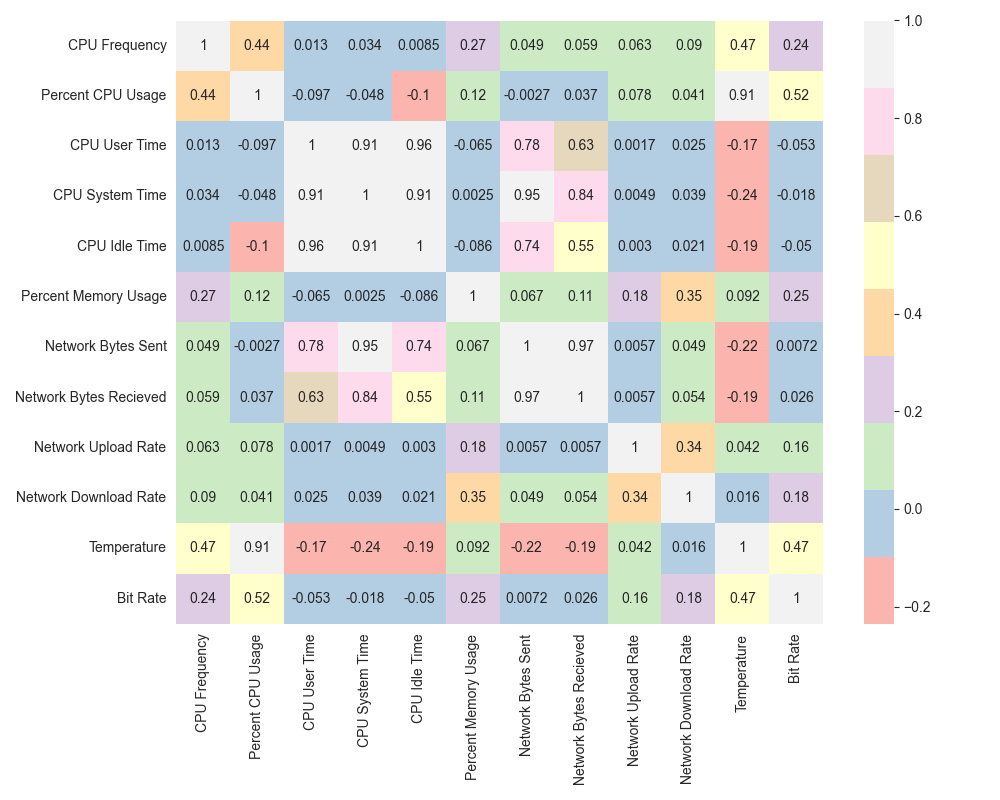 CPU Frequency 1 0.44 0.013 0.034 0.0085 0.27 0.049 0.059 0.063 0.09 0.47 0.24
Percent CPU Usage 0.44 1 -0.097 -0.048 -0.1 0.12 -0.0027 0.037 0.078 0.041 0.91 0.52
CPU User Time 0.013 -0.097 1 0.91 0.96 -0.065 0.78 0.63 0.0017 0.025 -0.17 -0.053
CPU System Time 0.034 -0.048 0.91 1 0.91 0.0025 0.95 0.84 0.0049 0.039 -0.24 -0.018
CPU Idle Time 0.0085 -0.1 0.96 0.91 1 -0.086 0.74 0.55 0.003 0.021 -0.19 -0.05
Percent Memory Usage 0.27 0.12 -0.065 0.0025 -0.086 1 0.067 0.11 0.18 0.35 0.092 0.25
Network Bytes Sent 0.049 -0.0027 0.78 0.95 0.74 0.067 1 0.97 0.0057 0.049 -0.22 0.0072
Network Bytes Recieved 0.059 0.037 0.63 0.84 0.55 0.11 0.97 1 0.0057 0.054 -0.19 0.026
Network Upload Rate 0.063 0.078 0.0017 0.0049 0.003 0.18 0.0057 0.0057 1 0.34 0.042 0.16
Network Download Rate 0.09 0.041 0.025 0.039 0.021 0.35 0.049 0.054 0.34 1 0.016 0.18
Temperature 0.47 0.91 -0.17 -0.24 -0.19 0.092 -0.22 -0.19 0.042 0.016 1 0.47
Bit Rate 0.24 0.52 -0.053 -0.018 -0.05 0.25 0.0072 0.026 0.16 0.18 0.47 1
CPU Frequency
Percent CPU Usage
CPU User Time
CPU System Time
CPU Idle Time
Percent Memory Usage
Network Bytes Sent
Network Bytes Recieved
Network Upload Rate
Network Download Rate
Temperature
Bit Rate
1.0
0.8
0.6
0.4
0.2
0.0
−0.2